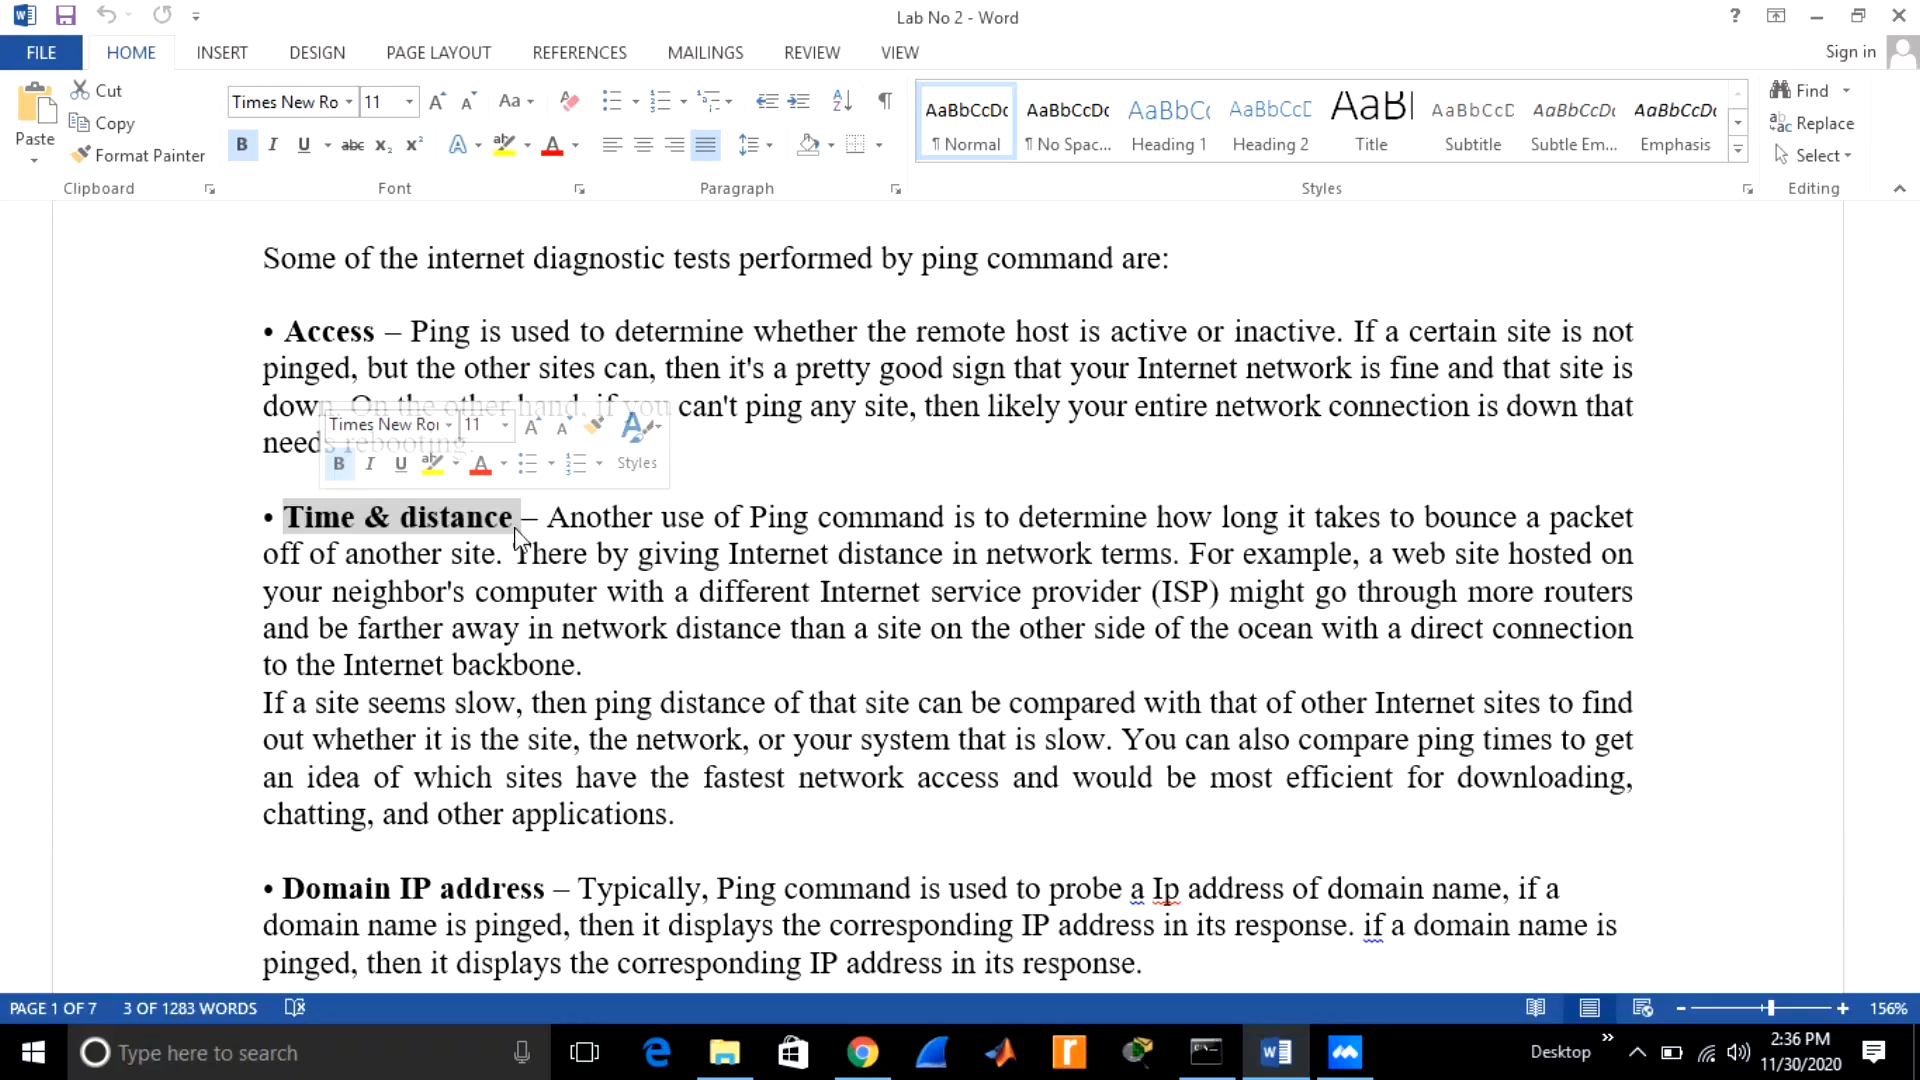 Lab No 2 - Word
?
FILE HOME INSERT DESIGN PAGE LAYOUT REFERENCES MAILINGS REVIEW VIEW Sign in
Paste
Cut
Copy
Format Painter
Clipboard
Times New Ro 11
Font
Paragraph
AaBbCcDc AaBbCcDc AaBbC( AaBbCcD AaB AaBbCcD AaBbCcDc AaBbCcDc
¶ Normal ¶ No Spac... Heading 1 Heading 2 Title Subtitle Subtle Em... Emphasis
Styles
Find
Replace
Select
Editing
Some of the internet diagnostic tests performed by ping command are:
• Access – Ping is used to determine whether the remote host is active or inactive. If a certain site is not
pinged, but the other sites can, then it's a pretty good sign that your Internet network is fine and that site is
down. On the other hand, if you can't ping any site, then likely your entire network connection is down that
needs rebooting.
Times New Roi 11
B I U Styles
• Time & distance – Another use of Ping command is to determine how long it takes to bounce a packet
off of another site. There by giving Internet distance in network terms. For example, a web site hosted on
your neighbor's computer with a different Internet service provider (ISP) might go through more routers
and be farther away in network distance than a site on the other side of the ocean with a direct connection
to the Internet backbone.
If a site seems slow, then ping distance of that site can be compared with that of other Internet sites to find
out whether it is the site, the network, or your system that is slow. You can also compare ping times to get
an idea of which sites have the fastest network access and would be most efficient for downloading,
chatting, and other applications.
• Domain IP address – Typically, Ping command is used to probe a Ip address of domain name, if a
domain name is pinged, then it displays the corresponding IP address in its response. if a domain name is
pinged, then it displays the corresponding IP address in its response.
PAGE 1 OF 7 3 OF 1283 WORDS 156%
Type here to search
Desktop
2:36 PM
11/30/2020